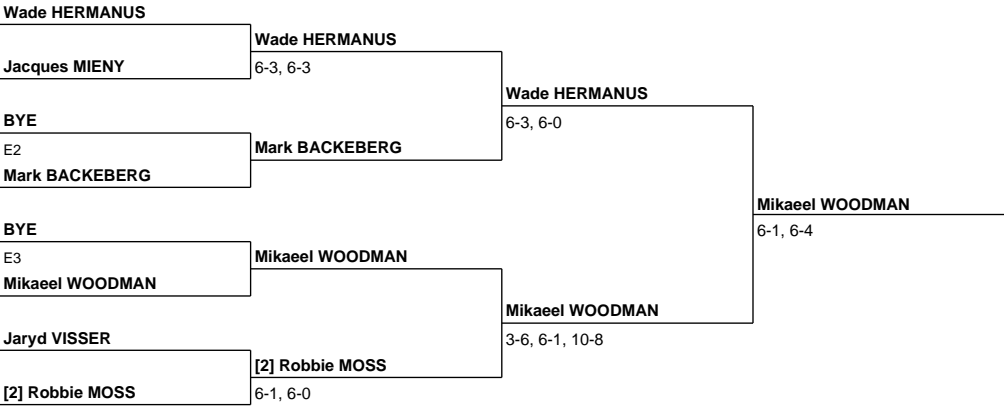 Wade HERMANUS
Wade HERMANUS
Jacques MIENY
6-3, 6-3
Wade HERMANUS
BYE
6-3, 6-0
E2
Mark BACKEBERG
Mark BACKEBERG
Mikaeel WOODMAN
BYE
6-1, 6-4
E3
Mikaeel WOODMAN
Mikaeel WOODMAN
Mikaeel WOODMAN
Jaryd VISSER
3-6, 6-1, 10-8
[2] Robbie MOSS
[2] Robbie MOSS
6-1, 6-0